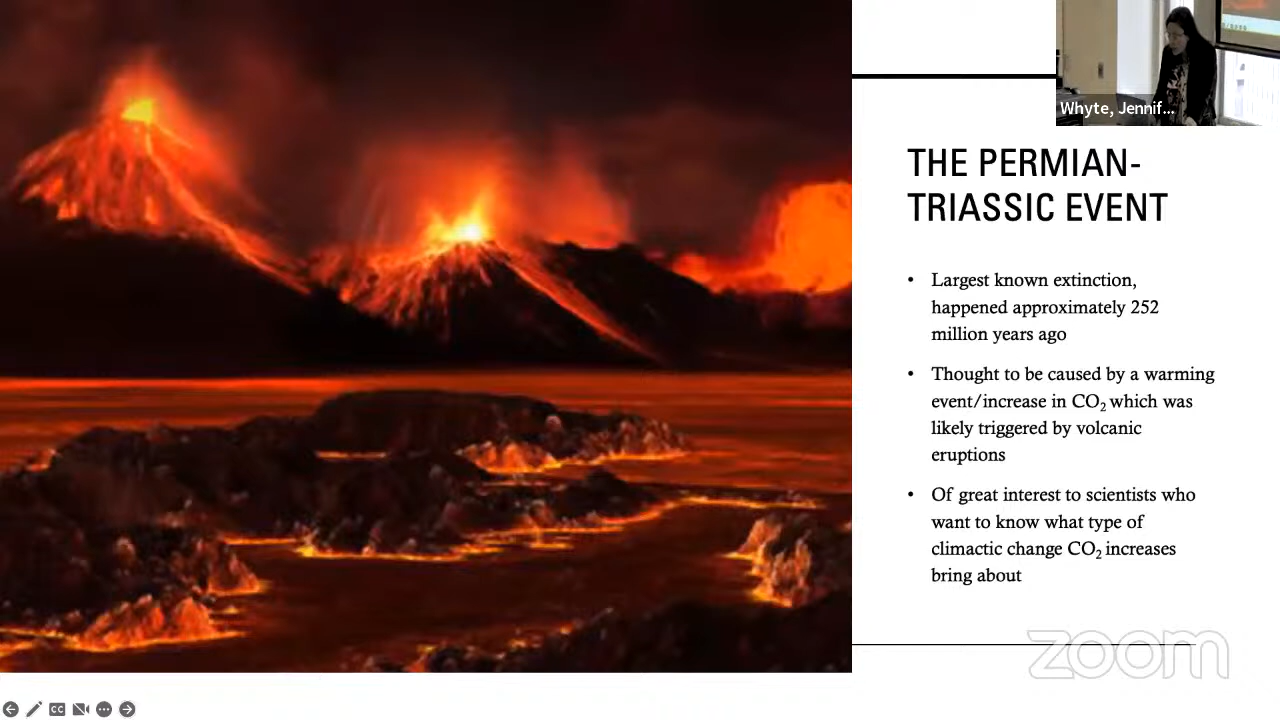 Whyte, Jennif...
THE PERMIAN-
TRIASSIC EVENT
• Largest known extinction,
happened approximately 252
million years ago
• Thought to be caused by a warming
event/increase in CO₂ which was
likely triggered by volcanic
eruptions
• Of great interest to scientists who
want to know what type of
climactic change CO₂ increases
bring about
zoom
CC